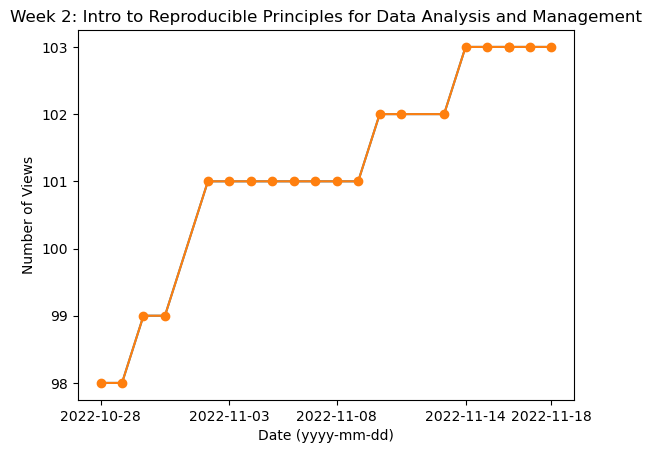 Week 2: Intro to Reproducible Principles for Data Analysis and Management
103
102
101
100
99
98
Number of Views
2022-10-28 2022-11-03 2022-11-08 2022-11-14 2022-11-18
Date (yyyy-mm-dd)